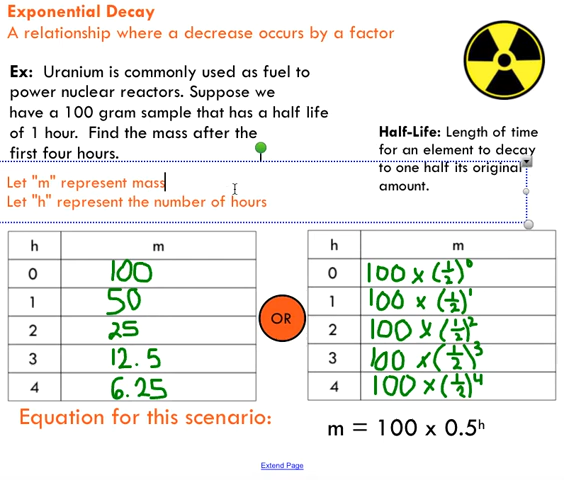 Exponential Decay
A relationship where a decrease occurs by a factor
Ex: Uranium is commonly used as fuel to
power nuclear reactors. Suppose we
have a 100 gram sample that has a half life
of 1 hour. Find the mass after the
first four hours.
Half-Life: Length of time
for an element to decay
to one half its original
amount.
Let "m" represent mass
Let "h" represent the number of hours
h m
0 100
1 50
2 25
3 12.5
4 6.25
OR
h m
0 100 x (½)⁰
1 100 x (½)¹
2 100 x (½)²
3 100 x (½)³
4 100 x (½)⁴
Equation for this scenario:
m = 100 x 0.5ʰ
Extend Page